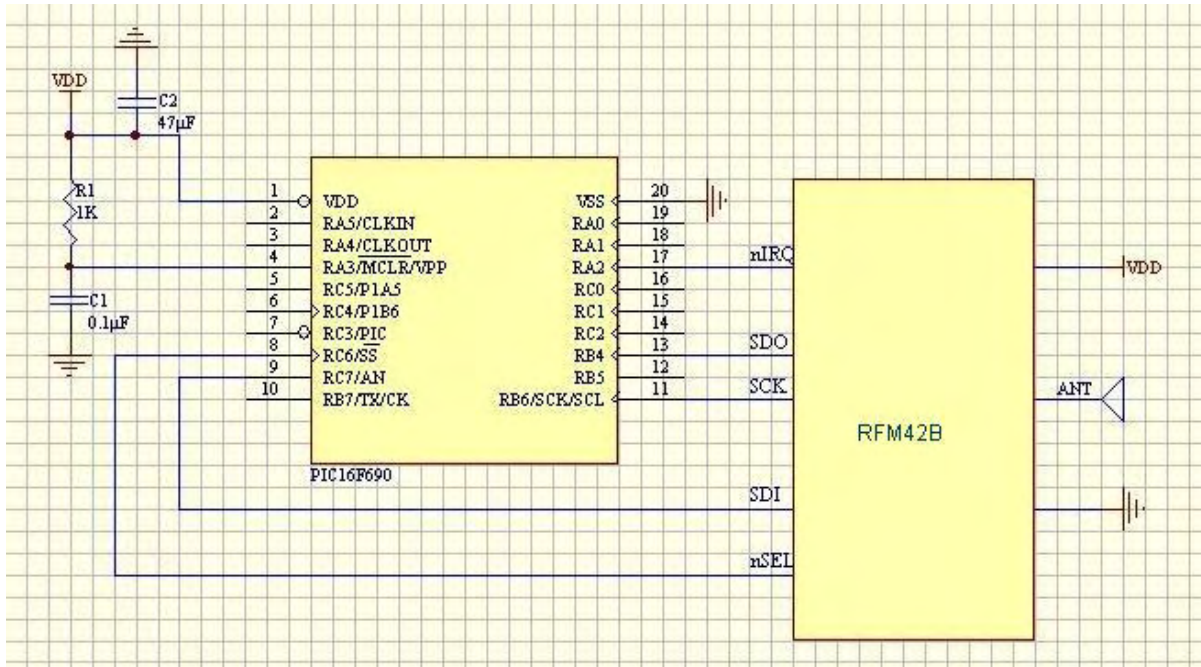 VDD
C2
47µF
R1
1K
C1
0.1µF
1
2
3
4
5
6
7
8
9
10
VDD
RA5/CLKIN
RA4/CLKOUT
RA3/MCLR/VPP
RC5/P1A5
RC4/P1B6
RC3/PIC
RC6/SS
RC7/AN
RB7/TX/CK
VSS
RA0
RA1
RA2
RC0
RC1
RC2
RB4
RB5
RB6/SCK/SCL
20
19
18
17
16
15
14
13
12
11
PIC16F690
nIRQ
SDO
SCK
SDI
nSEL
RFM42B
VDD
ANT